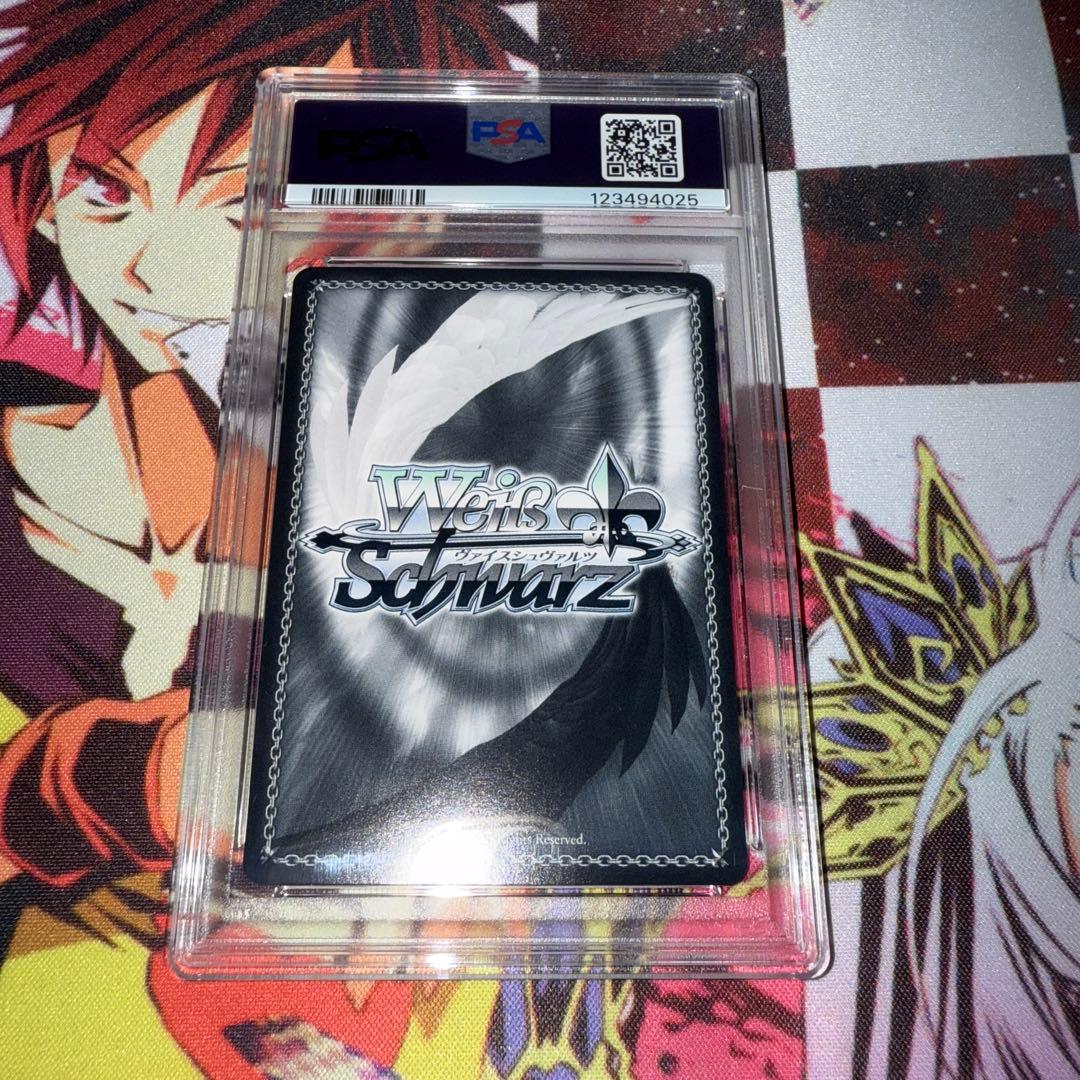 PSA
PSA
123494025
Weiß
ヴァイスシュヴァルツ
Schwarz
Reserved.